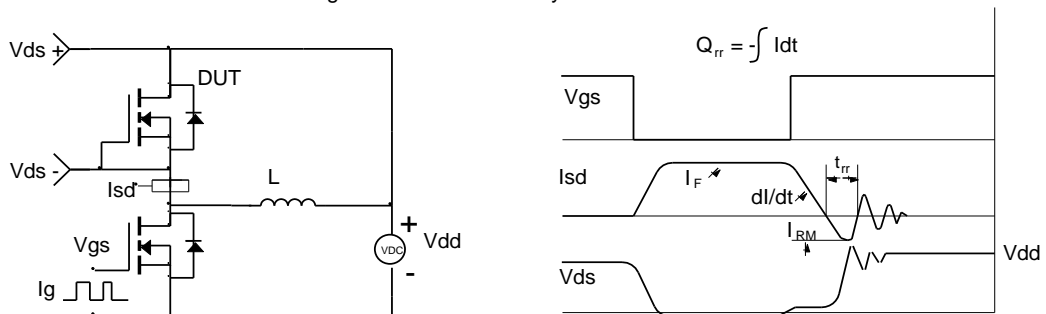 Vds +
DUT
Vds -
Isd
L
Vgs
Ig
+
VDC
Vdd
-
Qrr = -∫ Idt
Vgs
Isd
IF
trr
dI/dt
IRM
Vds
Vdd